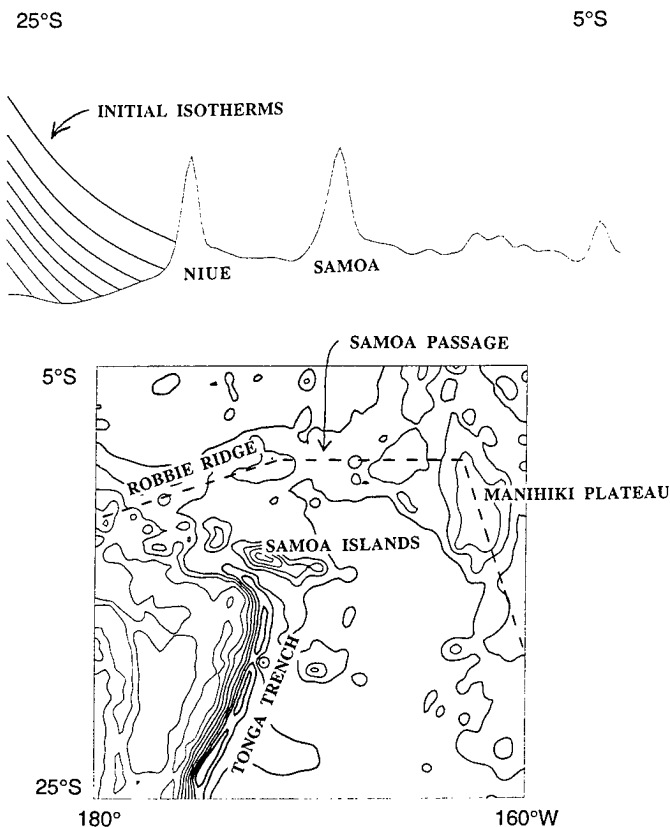 25°S
5°S
INITIAL ISOTHERMS
NIUE
SAMOA
SAMOA PASSAGE
5°S
ROBBIE RIDGE
MANIHIKI PLATEAU
SAMOA ISLANDS
TONGA TRENCH
25°S
180°
160°W